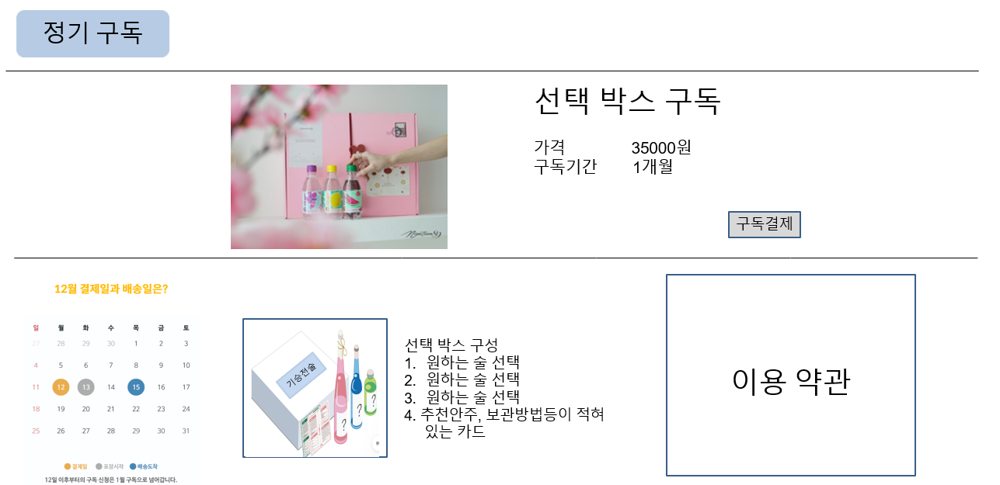 정기 구독
선택 박스 구독
가격 35000원
구독기간 1개월
구독결제
12월 결제일과 배송일은?
일 월 화 수 목 금 토
27 28 29 30 1 2 3
4 5 6 7 8 9 10
11 12 13 14 15 16 17
18 19 20 21 22 23 24
25 26 27 28 29 30 31
결제일 포장시작 배송도착
12일 이후부터의 구독 신청은 1월 구독으로 넘어갑니다.
기승전술
? ? ?
선택 박스 구성
1. 원하는 술 선택
2. 원하는 술 선택
3. 원하는 술 선택
4. 추천안주, 보관방법등이 적혀
있는 카드
이용 약관